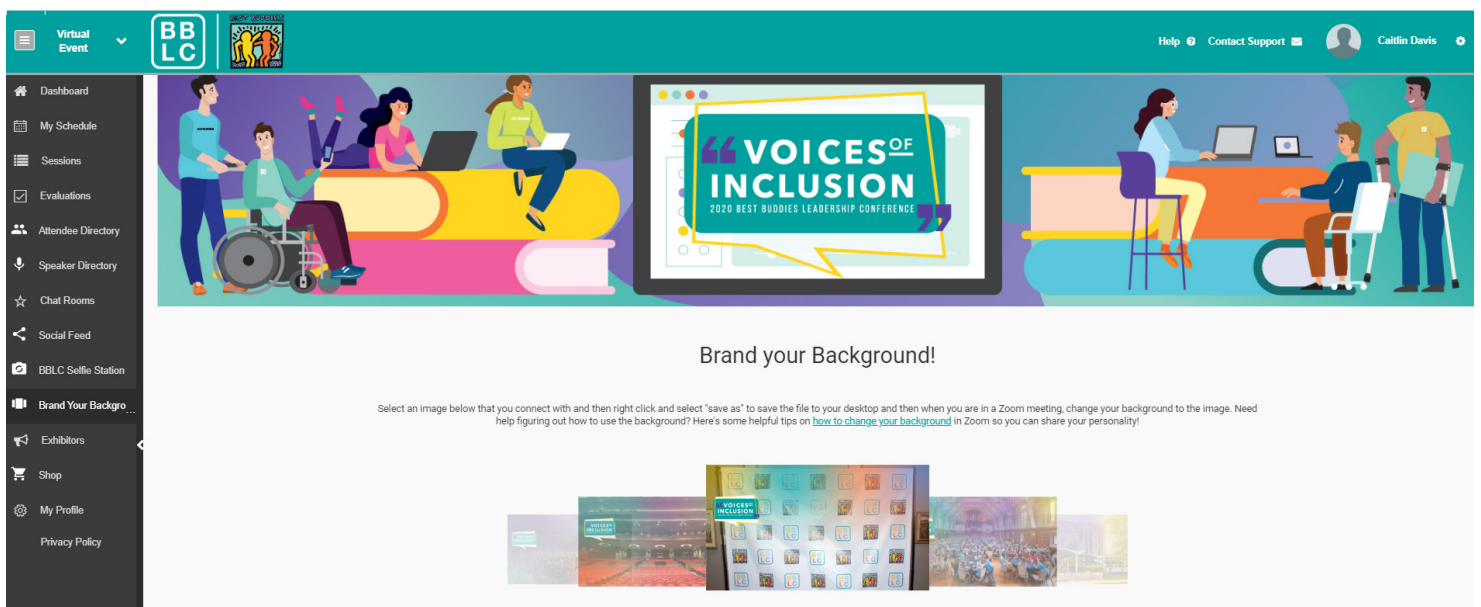 Virtual
Event
BB
LC
BEST BUDDIES
Help
Contact Support
Caitlin Davis
Dashboard
My Schedule
Sessions
Evaluations
Attendee Directory
Speaker Directory
Chat Rooms
Social Feed
BBLC Selfie Station
Brand Your Backgro...
Exhibitors
Shop
My Profile
Privacy Policy
“VOICES OF
INCLUSION
2020 BEST BUDDIES LEADERSHIP CONFERENCE”
Brand your Background!
Select an image below that you connect with and then right click and select "save as" to save the file to your desktop and then when you are in a Zoom meeting, change your background to the image. Need
help figuring out how to use the background? Here's some helpful tips on how to change your background in Zoom so you can share your personality!
VOICES OF
INCLUSION
VOICES OF
INCLUSION